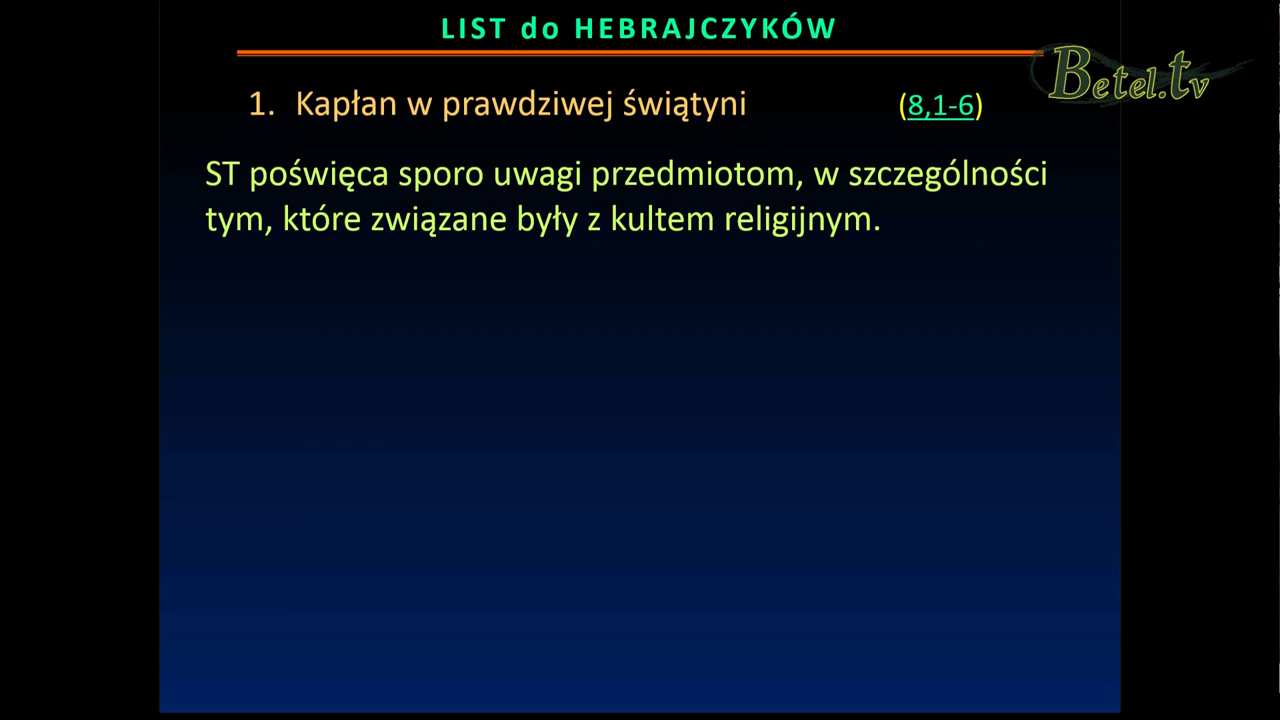 LIST do HEBRAJCZYKÓW
Betel.tv
1. Kapłan w prawdziwej świątyni (8,1-6)
ST poświęca sporo uwagi przedmiotom, w szczególności
tym, które związane były z kultem religijnym.